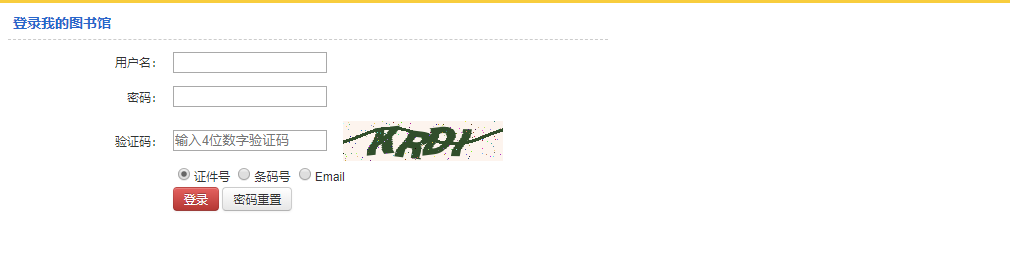 登录我的图书馆
用户名:
密码:
验证码: 输入4位数字验证码
证件号 条码号 Email
登录 密码重置